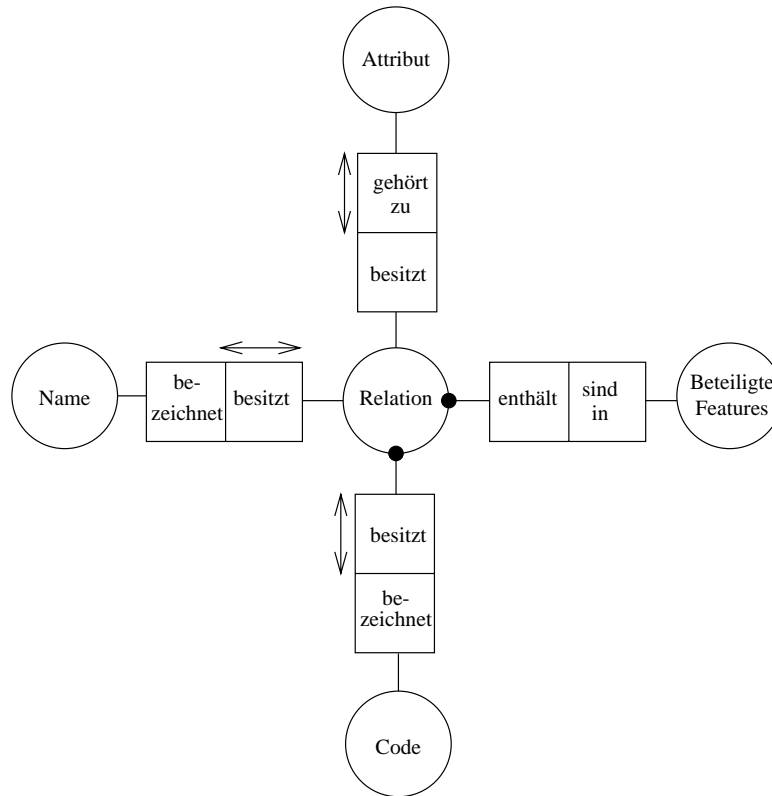 Attribut
gehört
zu
besitzt
Name
be-
zeichnet
besitzt
Relation
enthält
sind
in
Beteiligte
Features
besitzt
be-
zeichnet
Code